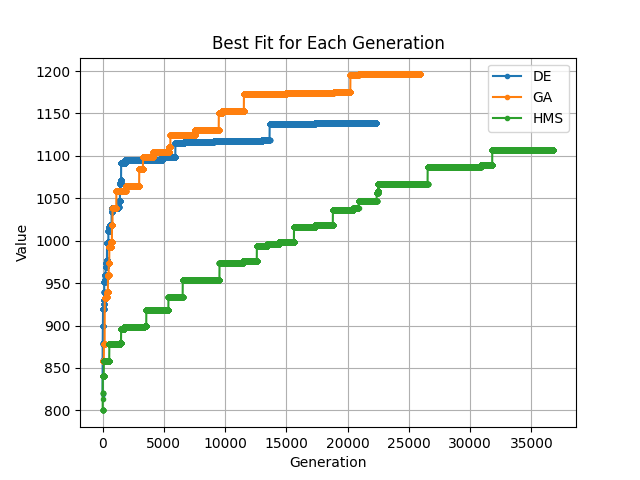 Best Fit for Each Generation
DE
GA
HMS
Value
1200
1150
1100
1050
1000
950
900
850
800
0 5000 10000 15000 20000 25000 30000 35000
Generation